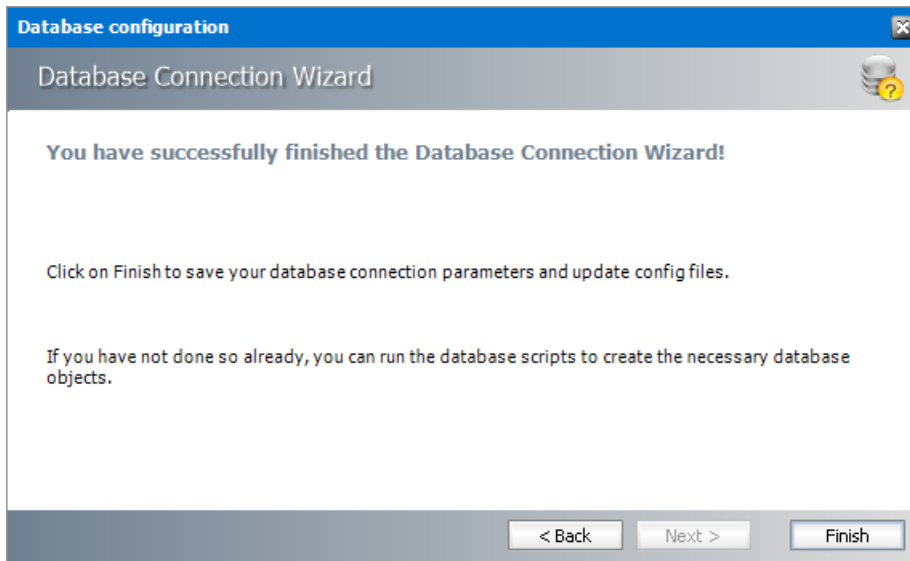 Database configuration
Database Connection Wizard
You have successfully finished the Database Connection Wizard!
Click on Finish to save your database connection parameters and update config files.
If you have not done so already, you can run the database scripts to create the necessary database
objects.
< Back
Next >
Finish